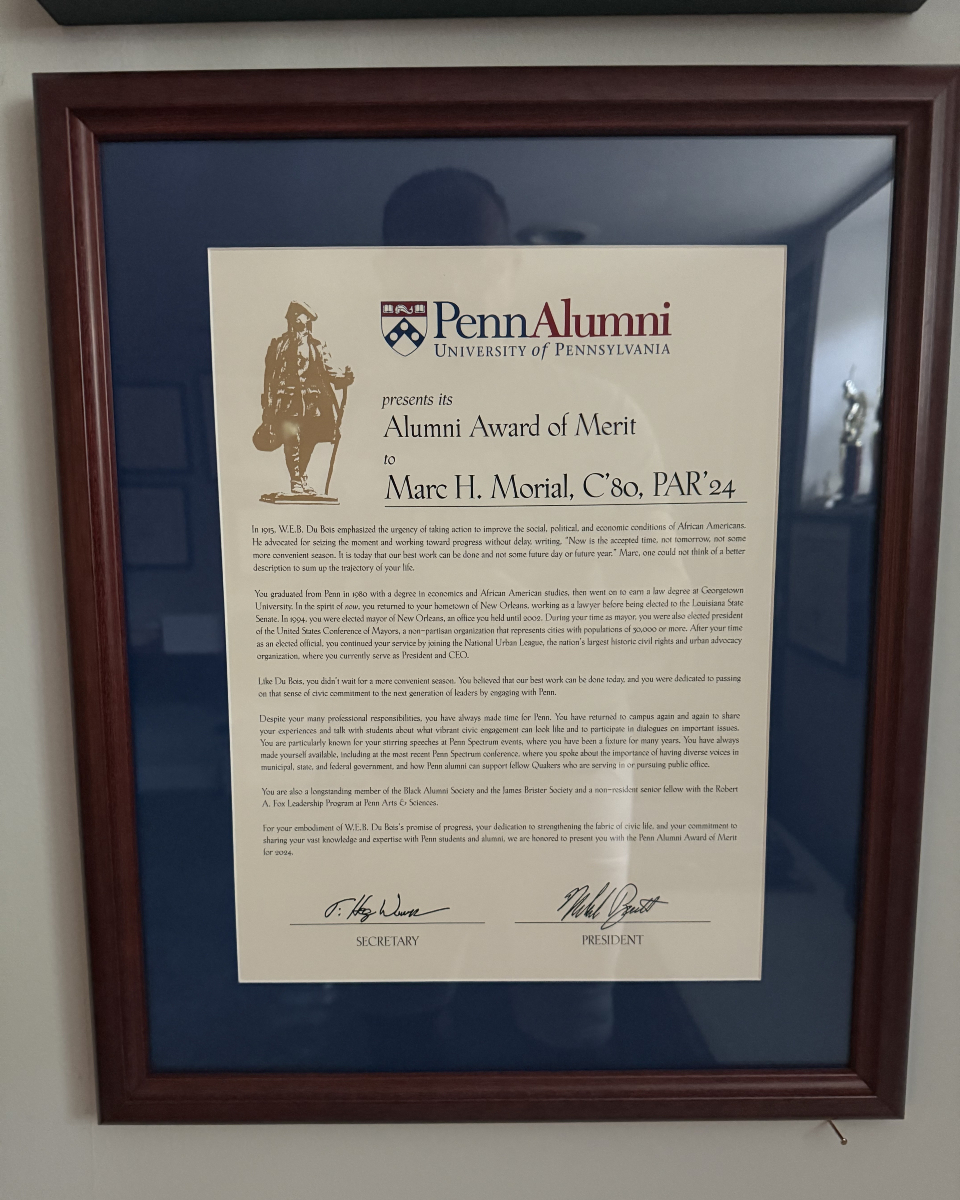 PennAlumni
UNIVERSITY of PENNSYLVANIA
presents its
Alumni Award of Merit
to
Marc H. Morial, C'80, PAR'24
In 1915, W.E.B. Du Bois emphasized the urgency of taking action to improve the social, political, and economic conditions of African Americans.
He advocated for seizing the moment and working toward progress without delay, writing, "Now is the accepted time, not tomorrow, not some
more convenient season. It is today that our best work can be done and not some future day or future year." Marc, one could not think of a better
description to sum up the trajectory of your life.
You graduated from Penn in 1980 with a degree in economics and African American studies, then went on to earn a law degree at Georgetown
University. In the spirit of now, you returned to your hometown of New Orleans, working as a lawyer before being elected to the Louisiana State
Senate. In 1994, you were elected mayor of New Orleans, an office you held until 2002. During your time as mayor, you were also elected president
of the United States Conference of Mayors, a non-partisan organization that represents cities with populations of 30,000 or more. After your time
as an elected official, you continued your service by joining the National Urban League, the nation's largest historic civil rights and urban advocacy
organization, where you currently serve as President and CEO.
Like Du Bois, you didn't wait for a more convenient season. You believed that our best work can be done today, and you were dedicated to passing
on that sense of civic commitment to the next generation of leaders by engaging with Penn.
Despite your many professional responsibilities, you have always made time for Penn. You have returned to campus again and again to share
your experiences and talk with students about what vibrant civic engagement can look like and to participate in dialogues on important issues.
You are particularly known for your stirring speeches at Penn Spectrum events, where you have been a fixture for many years. You have always
made yourself available, including at the most recent Penn Spectrum conference, where you spoke about the importance of having diverse voices in
municipal, state, and federal government, and how Penn alumni can support fellow Quakers who are serving in or pursuing public office.
You are also a longstanding member of the Black Alumni Society and the James Brister Society and a non-resident senior fellow with the Robert
A. Fox Leadership Program at Penn Arts & Sciences.
For your embodiment of W.E.B. Du Bois's promise of progress, your dedication to strengthening the fabric of civic life, and your commitment to
sharing your vast knowledge and expertise with Penn students and alumni, we are honored to present you with the Penn Alumni Award of Merit
for 2024.
SECRETARY
PRESIDENT